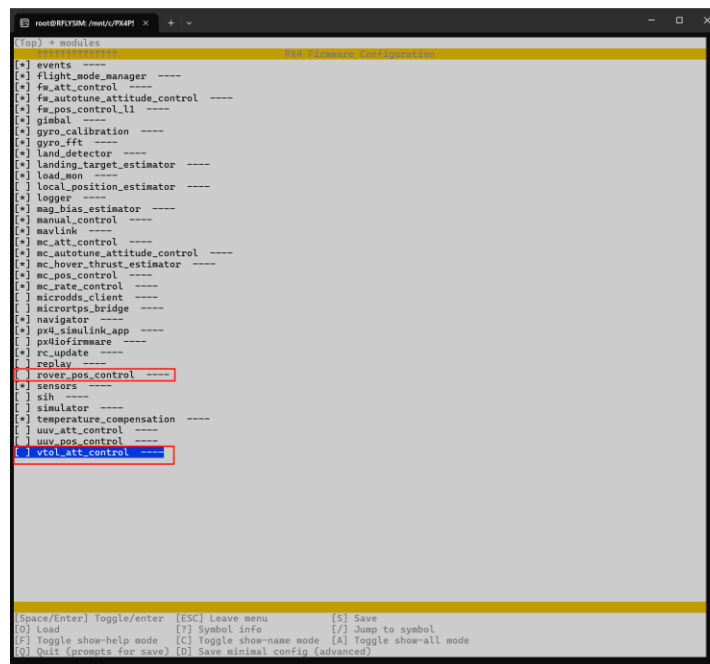 root@RFLYSIM: /mnt/c/PX4P!
(Top) → modules
↑↑↑↑↑↑↑↑↑↑↑↑↑↑ PX4 Firmware Configuration
[*] events ----
[*] flight_mode_manager ----
[*] fw_att_control ----
[*] fw_autotune_attitude_control ----
[*] fw_pos_control_l1 ----
[*] gimbal ----
[*] gyro_calibration ----
[*] gyro_fft ----
[*] land_detector ----
[*] landing_target_estimator ----
[*] load_mon ----
[ ] local_position_estimator ----
[*] logger ----
[*] mag_bias_estimator ----
[*] manual_control ----
[*] mavlink ----
[*] mc_att_control ----
[*] mc_autotune_attitude_control ----
[*] mc_hover_thrust_estimator ----
[*] mc_pos_control ----
[*] mc_rate_control ----
[ ] microdds_client ----
[ ] micrortps_bridge ----
[*] navigator ----
[*] px4_simulink_app ----
[ ] px4iofirmware ----
[*] rc_update ----
[ ] replay ----
[ ] rover_pos_control ----
[*] sensors ----
[ ] sih ----
[ ] simulator ----
[*] temperature_compensation ----
[ ] uuv_att_control ----
[ ] uuv_pos_control ----
[ ] vtol_att_control ----
[Space/Enter] Toggle/enter [ESC] Leave menu [S] Save
[O] Load [?] Symbol info [/] Jump to symbol
[F] Toggle show-help mode [C] Toggle show-name mode [A] Toggle show-all mode
[Q] Quit (prompts for save) [D] Save minimal config (advanced)